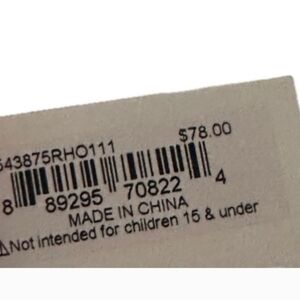 543875RHO111
$78.00
8 89295 70822 4
MADE IN CHINA
⚠Not intended for children 15 & under